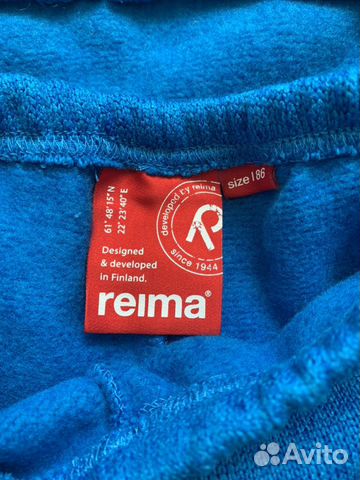 61° 48' 15" N
22° 23' 40" E
developed by reima
R
since 1944
size | 86
Designed
& developed
in Finland.
reima®
Avito